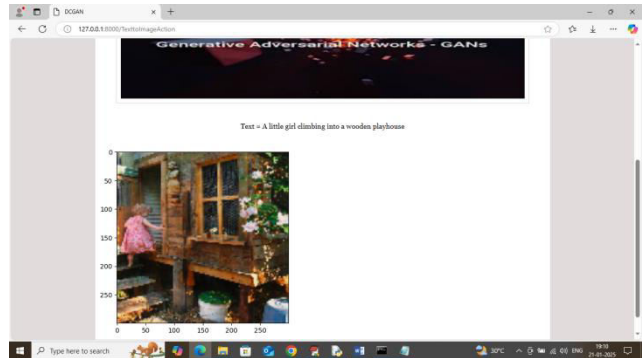 DCGAN
127.0.0.1:8000/TexttoImageAction
Generative Adversarial Networks - GANs
Text = A little girl climbing into a wooden playhouse
0
50
100
150
200
250
0 50 100 150 200 250
Type here to search
30°C
ENG
19:10
21-01-2025